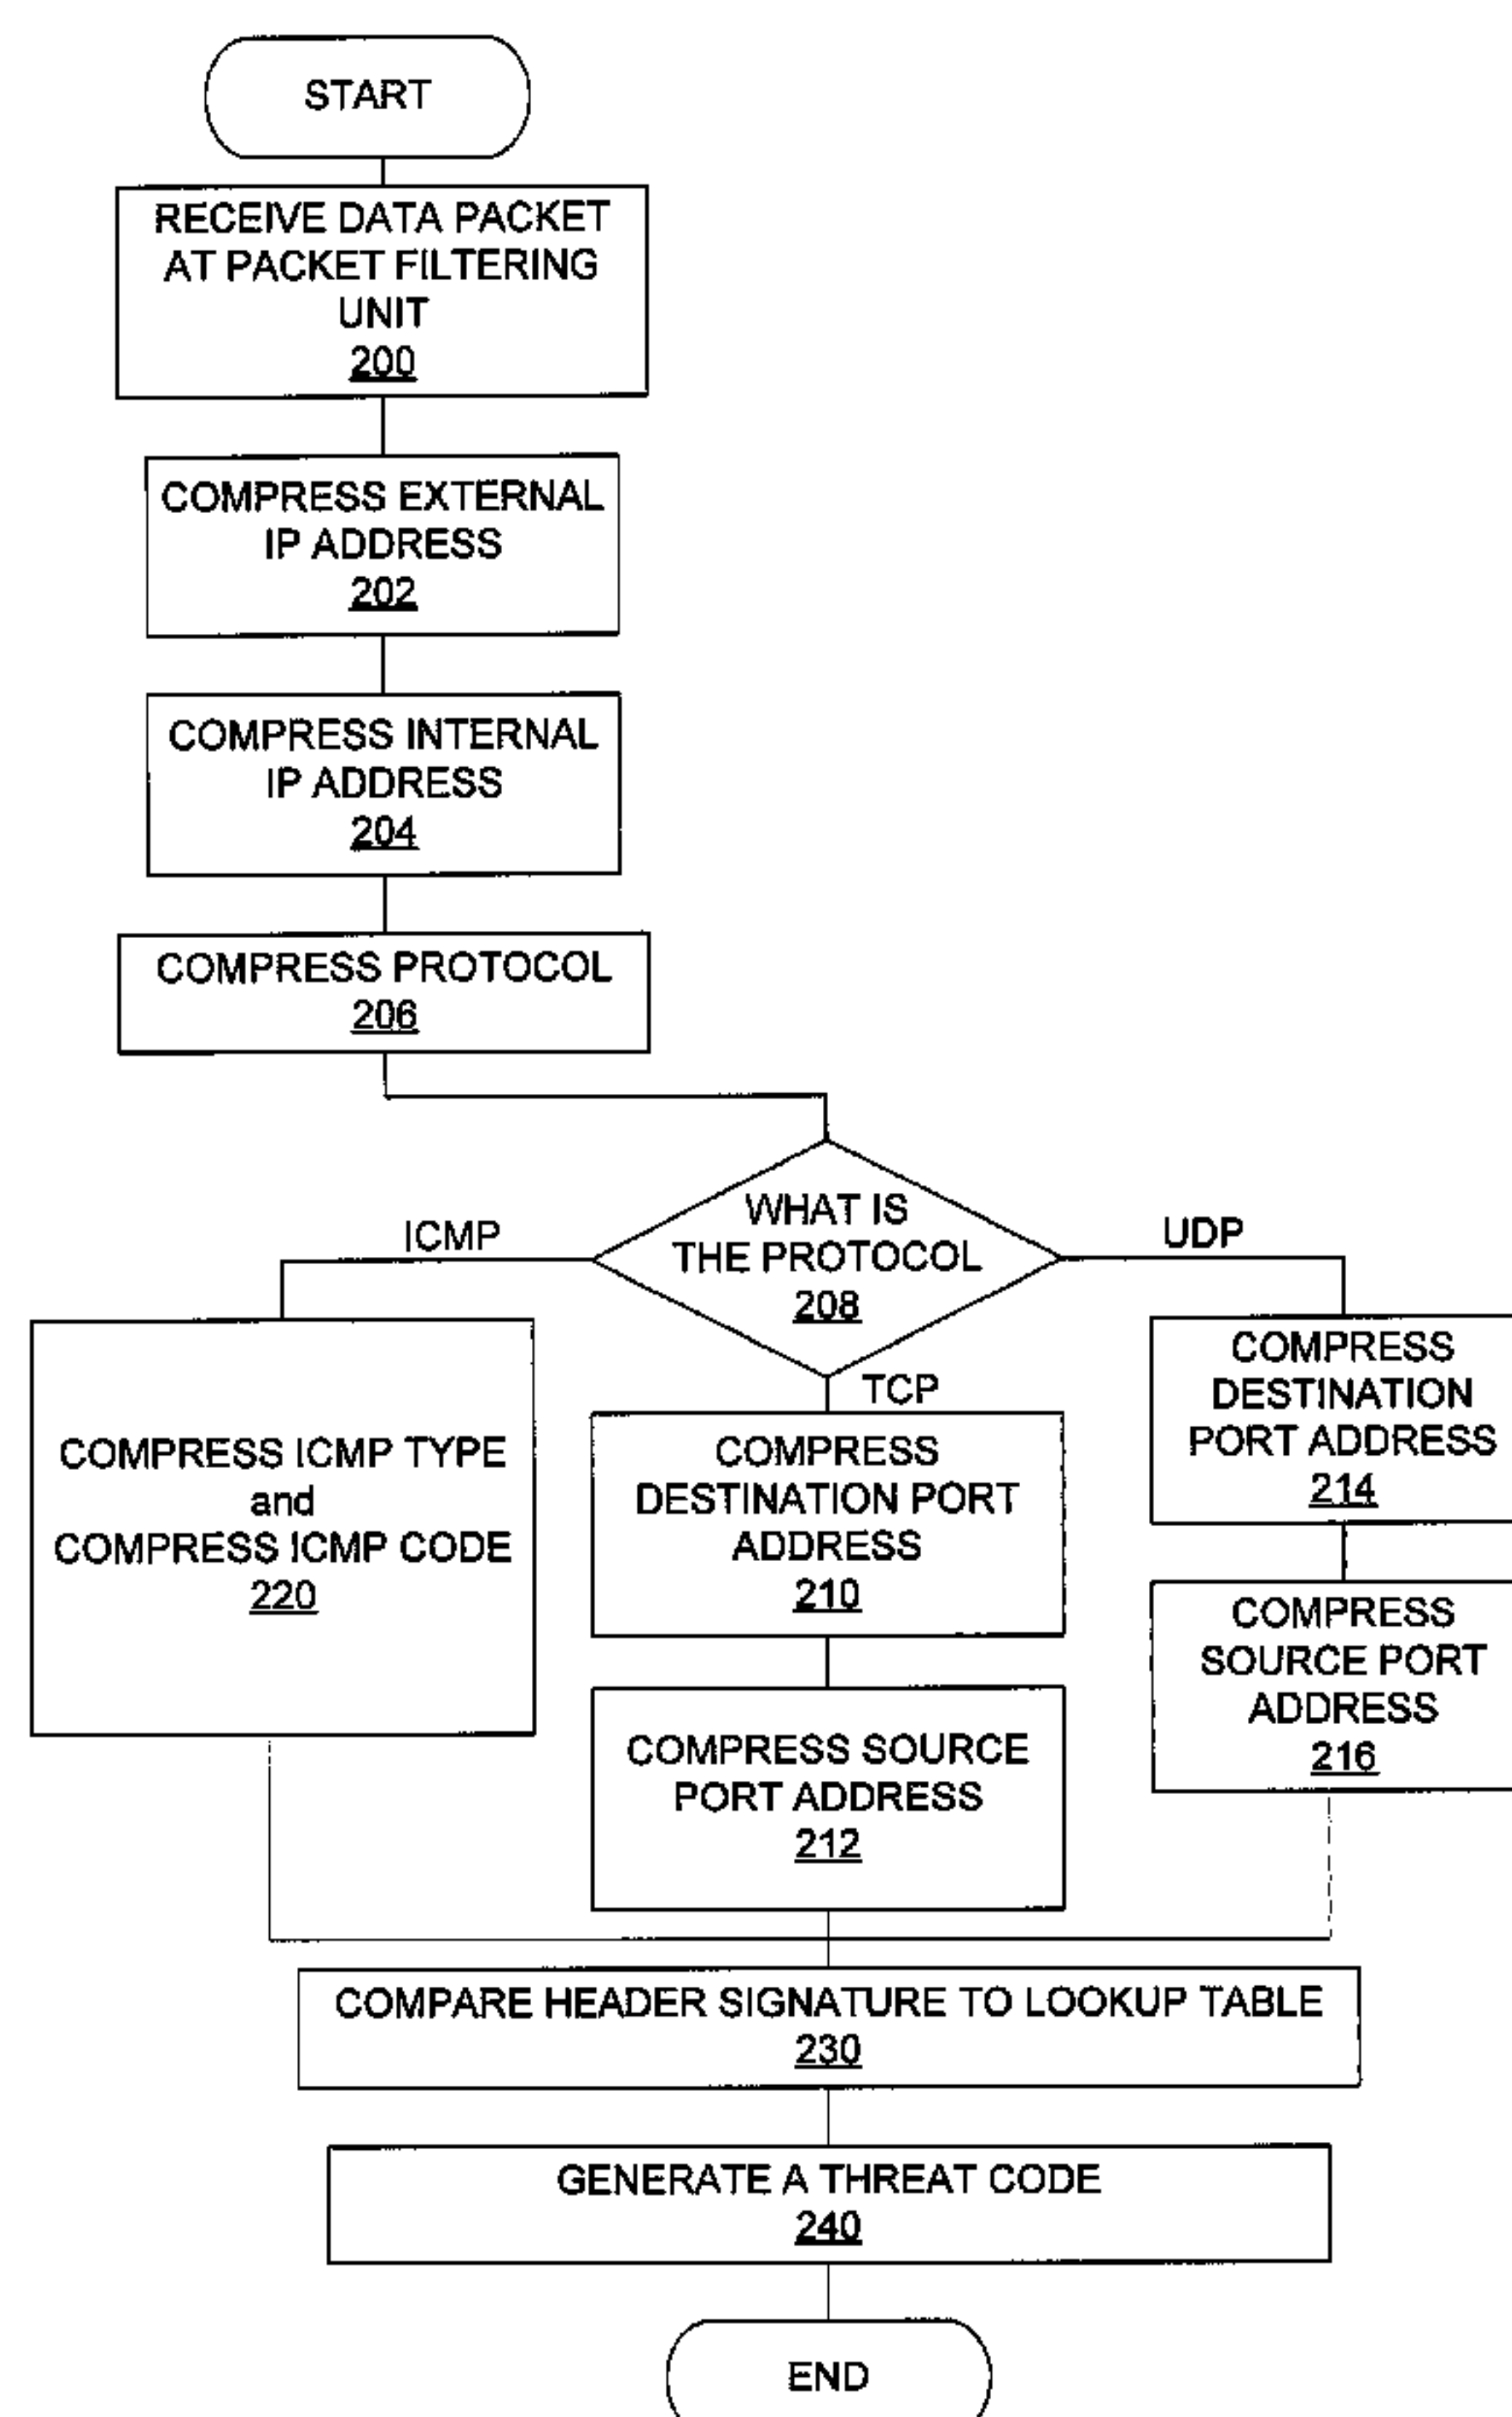 START
RECEIVE DATA PACKET
AT PACKET FILTERING
UNIT
200
COMPRESS EXTERNAL
IP ADDRESS
202
COMPRESS INTERNAL
IP ADDRESS
204
COMPRESS PROTOCOL
206
WHAT IS
THE PROTOCOL
208
ICMP
UDP
TCP
COMPRESS ICMP TYPE
and
COMPRESS ICMP CODE
220
COMPRESS
DESTINATION PORT
ADDRESS
210
COMPRESS SOURCE
PORT ADDRESS
212
COMPRESS
DESTINATION
PORT ADDRESS
214
COMPRESS
SOURCE PORT
ADDRESS
216
COMPARE HEADER SIGNATURE TO LOOKUP TABLE
230
GENERATE A THREAT CODE
240
END